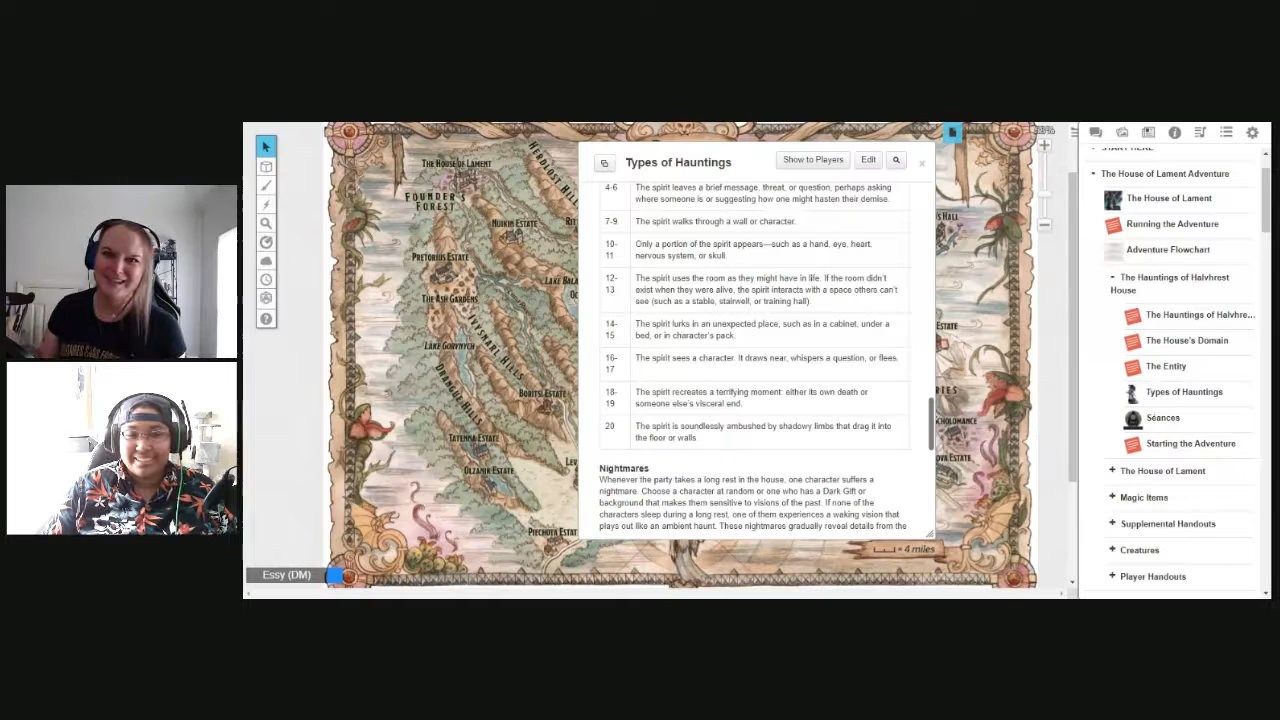 Types of Hauntings
Show to Players
Edit
4-6 The spirit leaves a brief message, threat, or question, perhaps asking
where someone is or suggesting how one might hasten their demise.
7-9 The spirit walks through a wall or character.
10- Only a portion of the spirit appears—such as a hand, eye, heart,
11 nervous system, or skull.
12- The spirit uses the room as they might have in life. If the room didn't
13 exist when they were alive, the spirit interacts with a space others can't
see (such as a stable, stairwell, or training hall).
14- The spirit lurks in an unexpected place, such as in a cabinet, under a
15 bed, or in character's pack.
16- The spirit sees a character. It draws near, whispers a question, or flees.
17
18- The spirit recreates a terrifying moment: either its own death or
19 someone else's visceral end.
20 The spirit is soundlessly ambushed by shadowy limbs that drag it into
the floor or walls.
Nightmares
Whenever the party takes a long rest in the house, one character suffers a
nightmare. Choose a character at random or one who has a Dark Gift or
background that makes them sensitive to visions of the past. If none of the
characters sleep during a long rest, one of them experiences a waking vision that
plays out like an ambient haunt. These nightmares gradually reveal details from the
THE HOUSE OF LAMENT
FOUNDER'S
FOREST
NUIKIN ESTATE
PRETORIUS ESTATE
THE ASH GARDENS
LAKE GORVNYCH
BORITSI ESTATE
TATENNA ESTATE
OLZANIK ESTATE
PIECHOTA ESTAT
SCHOLOMANCE
= 4 miles
Essy (DM)
START HERE
The House of Lament Adventure
The House of Lament
Running the Adventure
Adventure Flowchart
The Hauntings of Halvhrest
House
The Hauntings of Halvhre...
The House's Domain
The Entity
Types of Hauntings
Séances
Starting the Adventure
The House of Lament
Magic Items
Supplemental Handouts
Creatures
Player Handouts